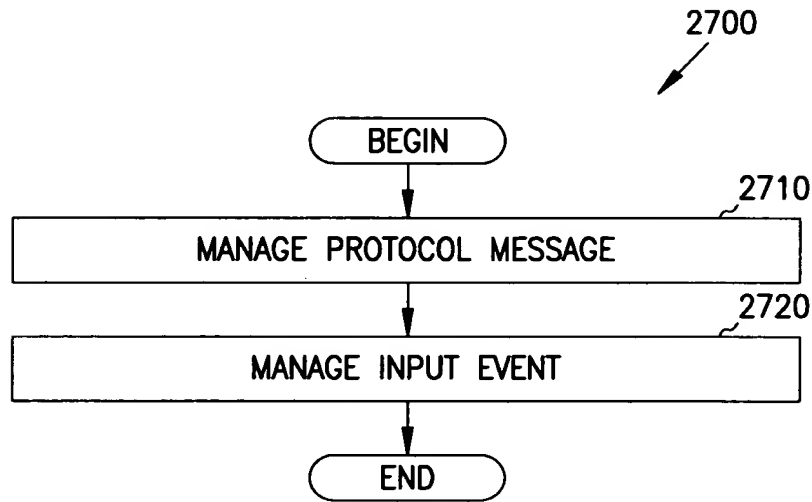 2700
BEGIN
2710
MANAGE PROTOCOL MESSAGE
2720
MANAGE INPUT EVENT
END